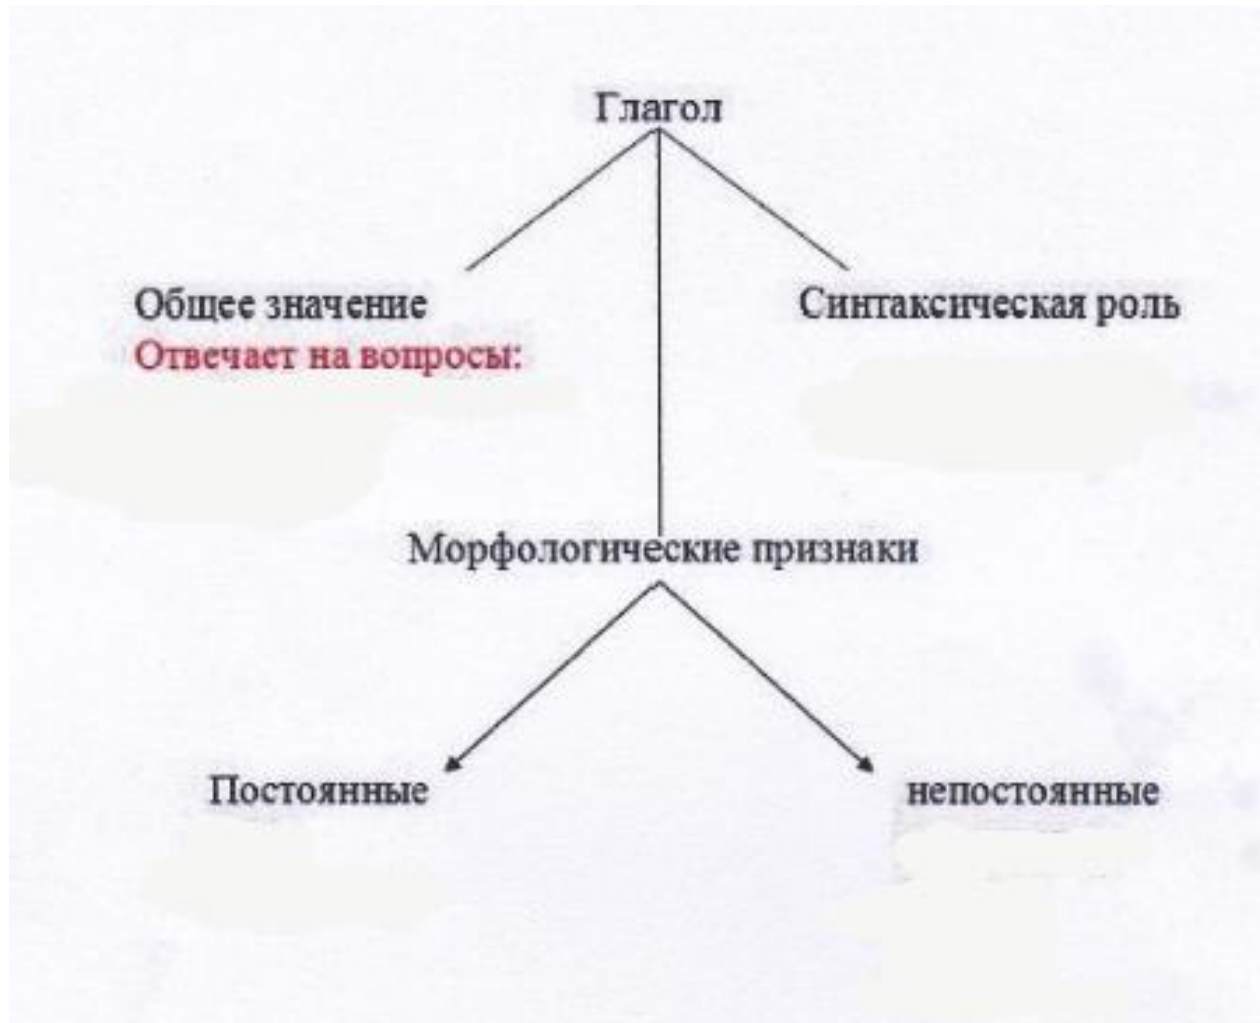 Глагол
Общее значение
Отвечает на вопросы:
Синтаксическая роль
Морфологические признаки
Постоянные
непостоянные